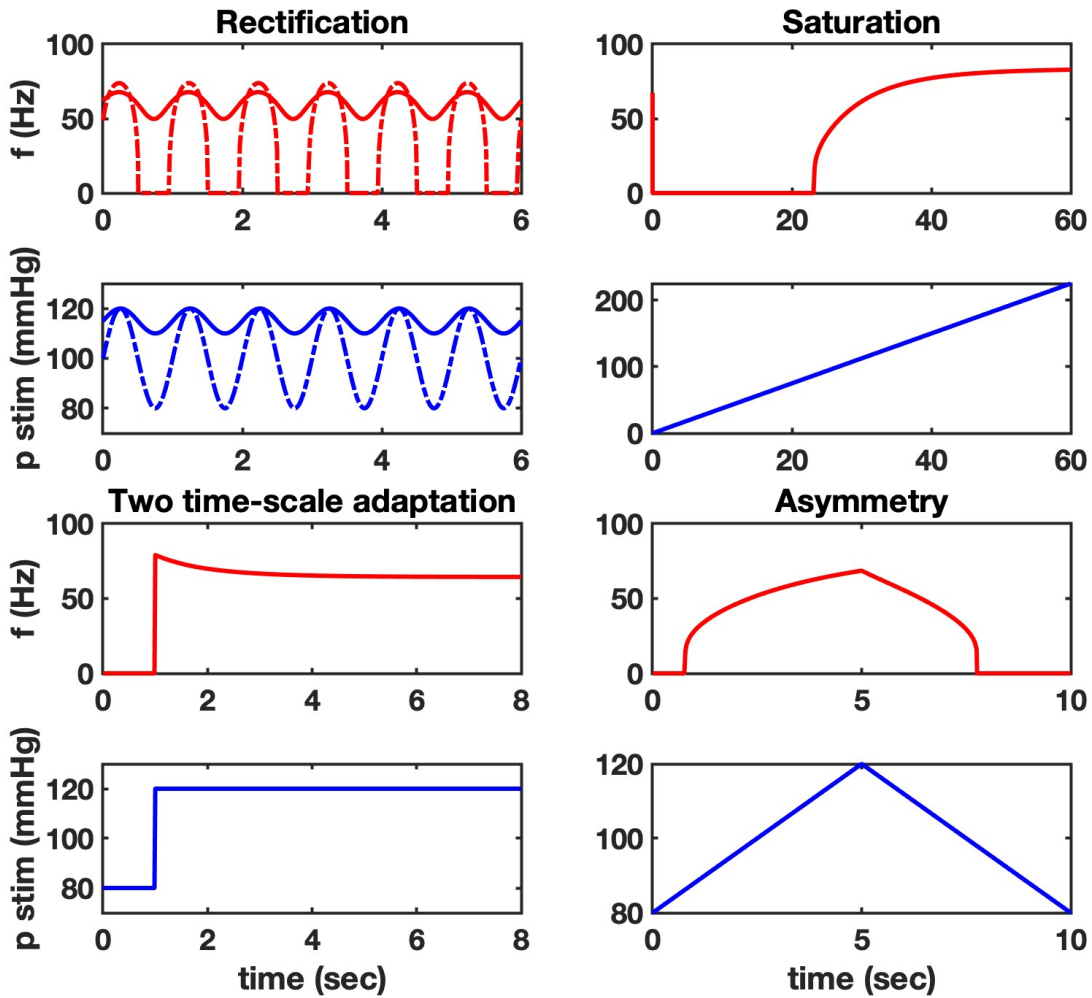 Rectification
f (Hz)
100
50
0
0 2 4 6
p stim (mmHg)
120
100
80
0 2 4 6
Saturation
100
50
0
0 20 40 60
200
100
0
0 20 40 60
Two time-scale adaptation
f (Hz)
100
50
0
0 2 4 6 8
p stim (mmHg)
120
100
80
0 2 4 6 8
time (sec)
Asymmetry
100
50
0
0 5 10
120
100
80
0 5 10
time (sec)